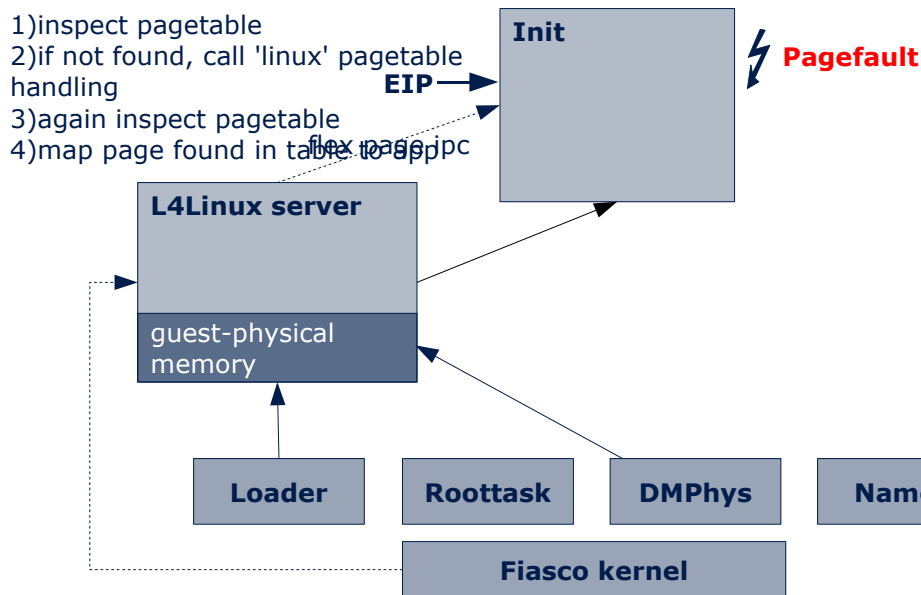 1)inspect pagetable
2)if not found, call 'linux' pagetable
handling
3)again inspect pagetable
4)map page found in table to app
Init
Pagefault
EIP
flex page ipc
L4Linux server
guest-physical
memory
Loader
Roottask
DMPhys
Fiasco kernel